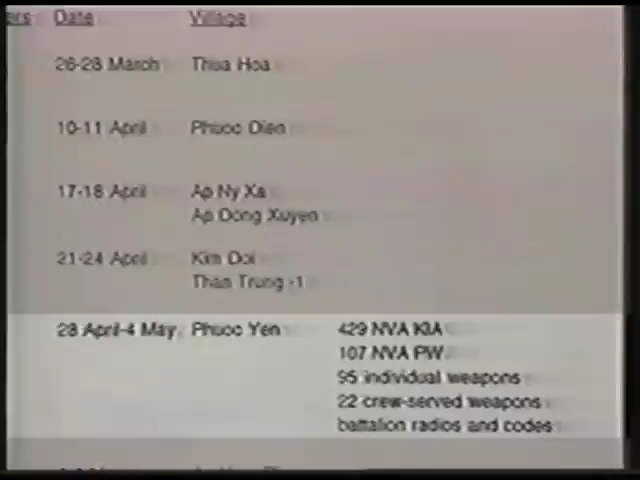 ers Date Village
26-28 March Thua Hoa
10-11 April Phuoc Dien
17-18 April Ap Ny Xa
Ap Dong Xuyen
21-24 April Kim Doi
Than Trung -1
28 April-4 May Phuoc Yen 429 NVA KIA
107 NVA PW
95 individual weapons
22 crew-served weapons
battalion radios and codes